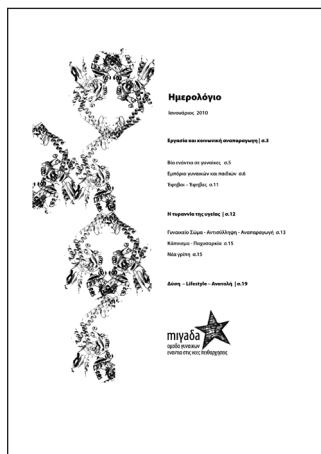 Ημερολόγιο
Ιανουάριος 2010
Εργασία και κοινωνική αναπαραγωγή | σ.3
Βία ενάντια σε γυναίκες σ.5
Εμπόριο γυναικών και παιδιών σ.6
Έφηβοι - Έφηβες σ.11
Η τυραννία της υγείας | σ.12
Γυναικείο Σώμα - Αντισύλληψη - Αναπαραγωγή σ.13
Κάπνισμα - Παχυσαρκία σ.15
Νέα γρίπη σ.15
Δύση - Lifestyle - Ανατολή | σ.19
miγada
ομάδα γυναικών
ενάντια στις νέες πειθαρχήσεις